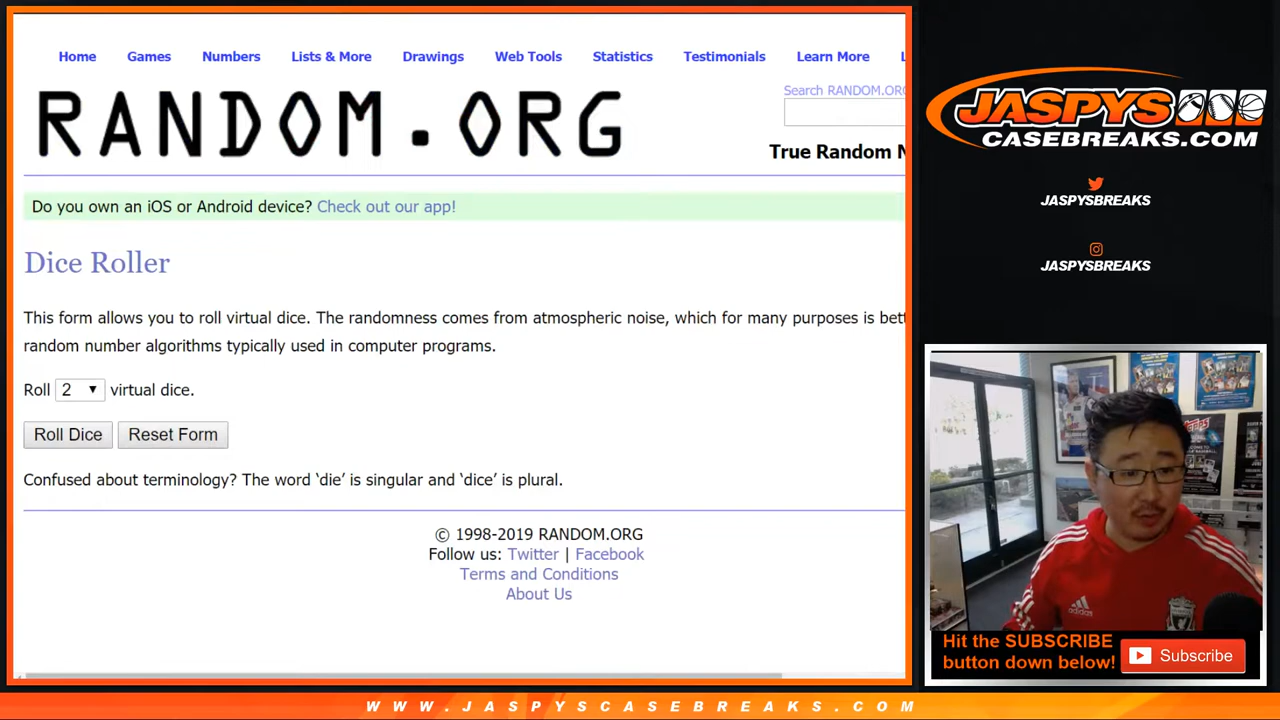 Home Games Numbers Lists & More Drawings Web Tools Statistics Testimonials Learn More
Search RANDOM.ORG
RANDOM.ORG
True Random N
Do you own an iOS or Android device? Check out our app!
Dice Roller
This form allows you to roll virtual dice. The randomness comes from atmospheric noise, which for many purposes is bett
random number algorithms typically used in computer programs.
Roll 2 virtual dice.
Roll Dice Reset Form
Confused about terminology? The word ‘die’ is singular and ‘dice’ is plural.
© 1998-2019 RANDOM.ORG
Follow us: Twitter | Facebook
Terms and Conditions
About Us
JASPYS
CASEBREAKS.COM
JASPYSBREAKS
JASPYSBREAKS
adidas
Hit the SUBSCRIBE
button down below!
Subscribe
WWW.JASPYSCASEBREAKS.COM